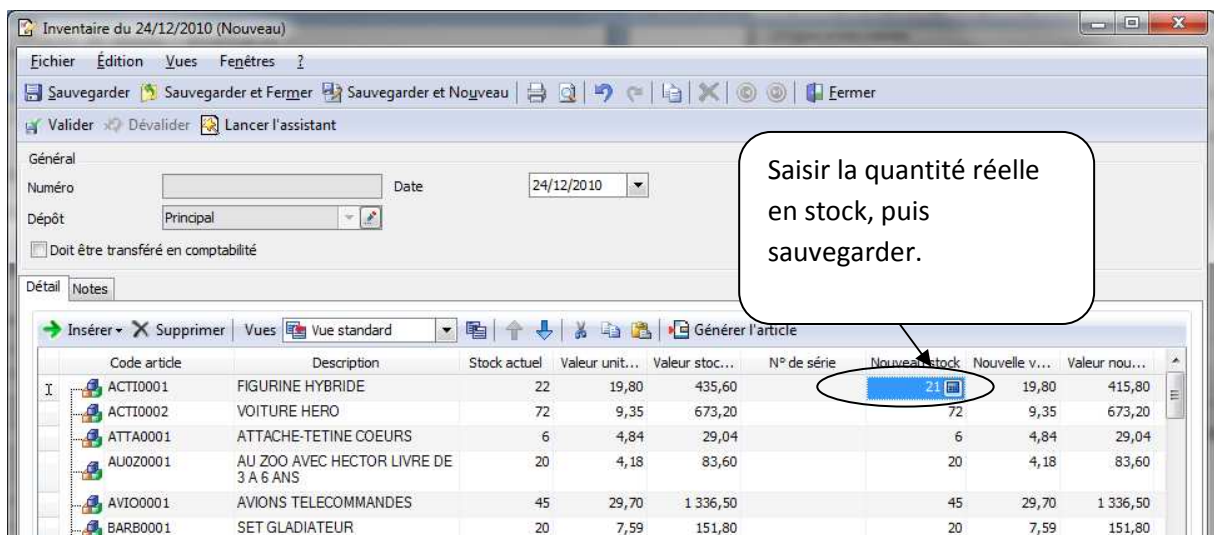 Inventaire du 24/12/2010 (Nouveau)
Fichier Édition Vues Fenêtres ?
Sauvegarder Sauvegarder et Fermer Sauvegarder et Nouveau Fermer
Valider Dévalider Lancer l'assistant
Général
Numéro Date 24/12/2010
Dépôt Principal
Doit être transféré en comptabilité
Saisir la quantité réelle
en stock, puis
sauvegarder.
Détail Notes
Insérer Supprimer Vues Vue standard Générer l'article
Code article Description Stock actuel Valeur unit... Valeur stoc... N° de série Nouveau stock Nouvelle v... Valeur nou...
ACTI0001 FIGURINE HYBRIDE 22 19,80 435,60 21 19,80 415,80
ACTI0002 VOITURE HERO 72 9,35 673,20 72 9,35 673,20
ATTA0001 ATTACHE-TETINE COEURS 6 4,84 29,04 6 4,84 29,04
AU0Z0001 AU ZOO AVEC HECTOR LIVRE DE 20 4,18 83,60 20 4,18 83,60
3 A 6 ANS
AVIO0001 AVIONS TELECOMMANDES 45 29,70 1 336,50 45 29,70 1 336,50
BARB0001 SET GLADIATEUR 20 7,59 151,80 20 7,59 151,80